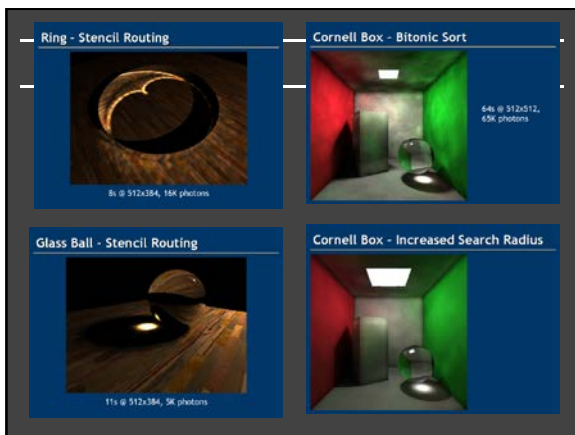 Ring - Stencil Routing
8s @ 512x384, 16K photons
Cornell Box - Bitonic Sort
64s @ 512x512,
65K photons
Glass Ball - Stencil Routing
11s @ 512x384, 5K photons
Cornell Box - Increased Search Radius